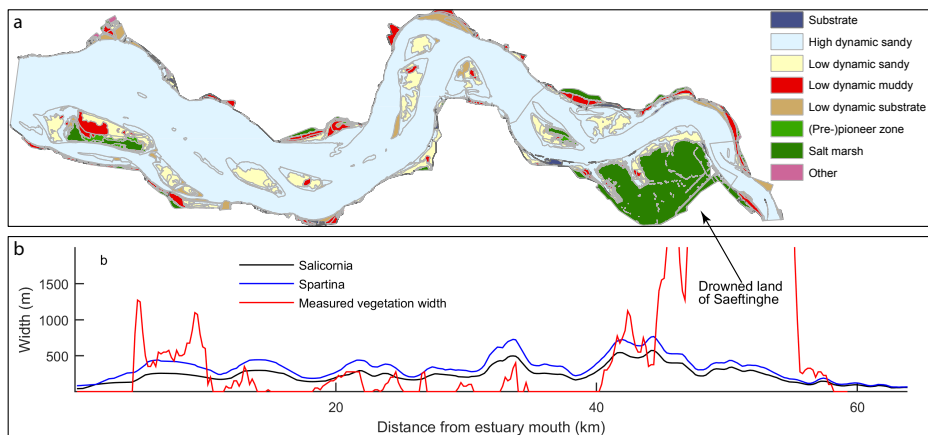 a
Substrate
High dynamic sandy
Low dynamic sandy
Low dynamic muddy
Low dynamic substrate
(Pre-)pioneer zone
Salt marsh
Other
b
b
Salicornia
Spartina
Measured vegetation width
Drowned land
of Saeftinghe
Width (m)
1500
1000
500
20
40
60
Distance from estuary mouth (km)